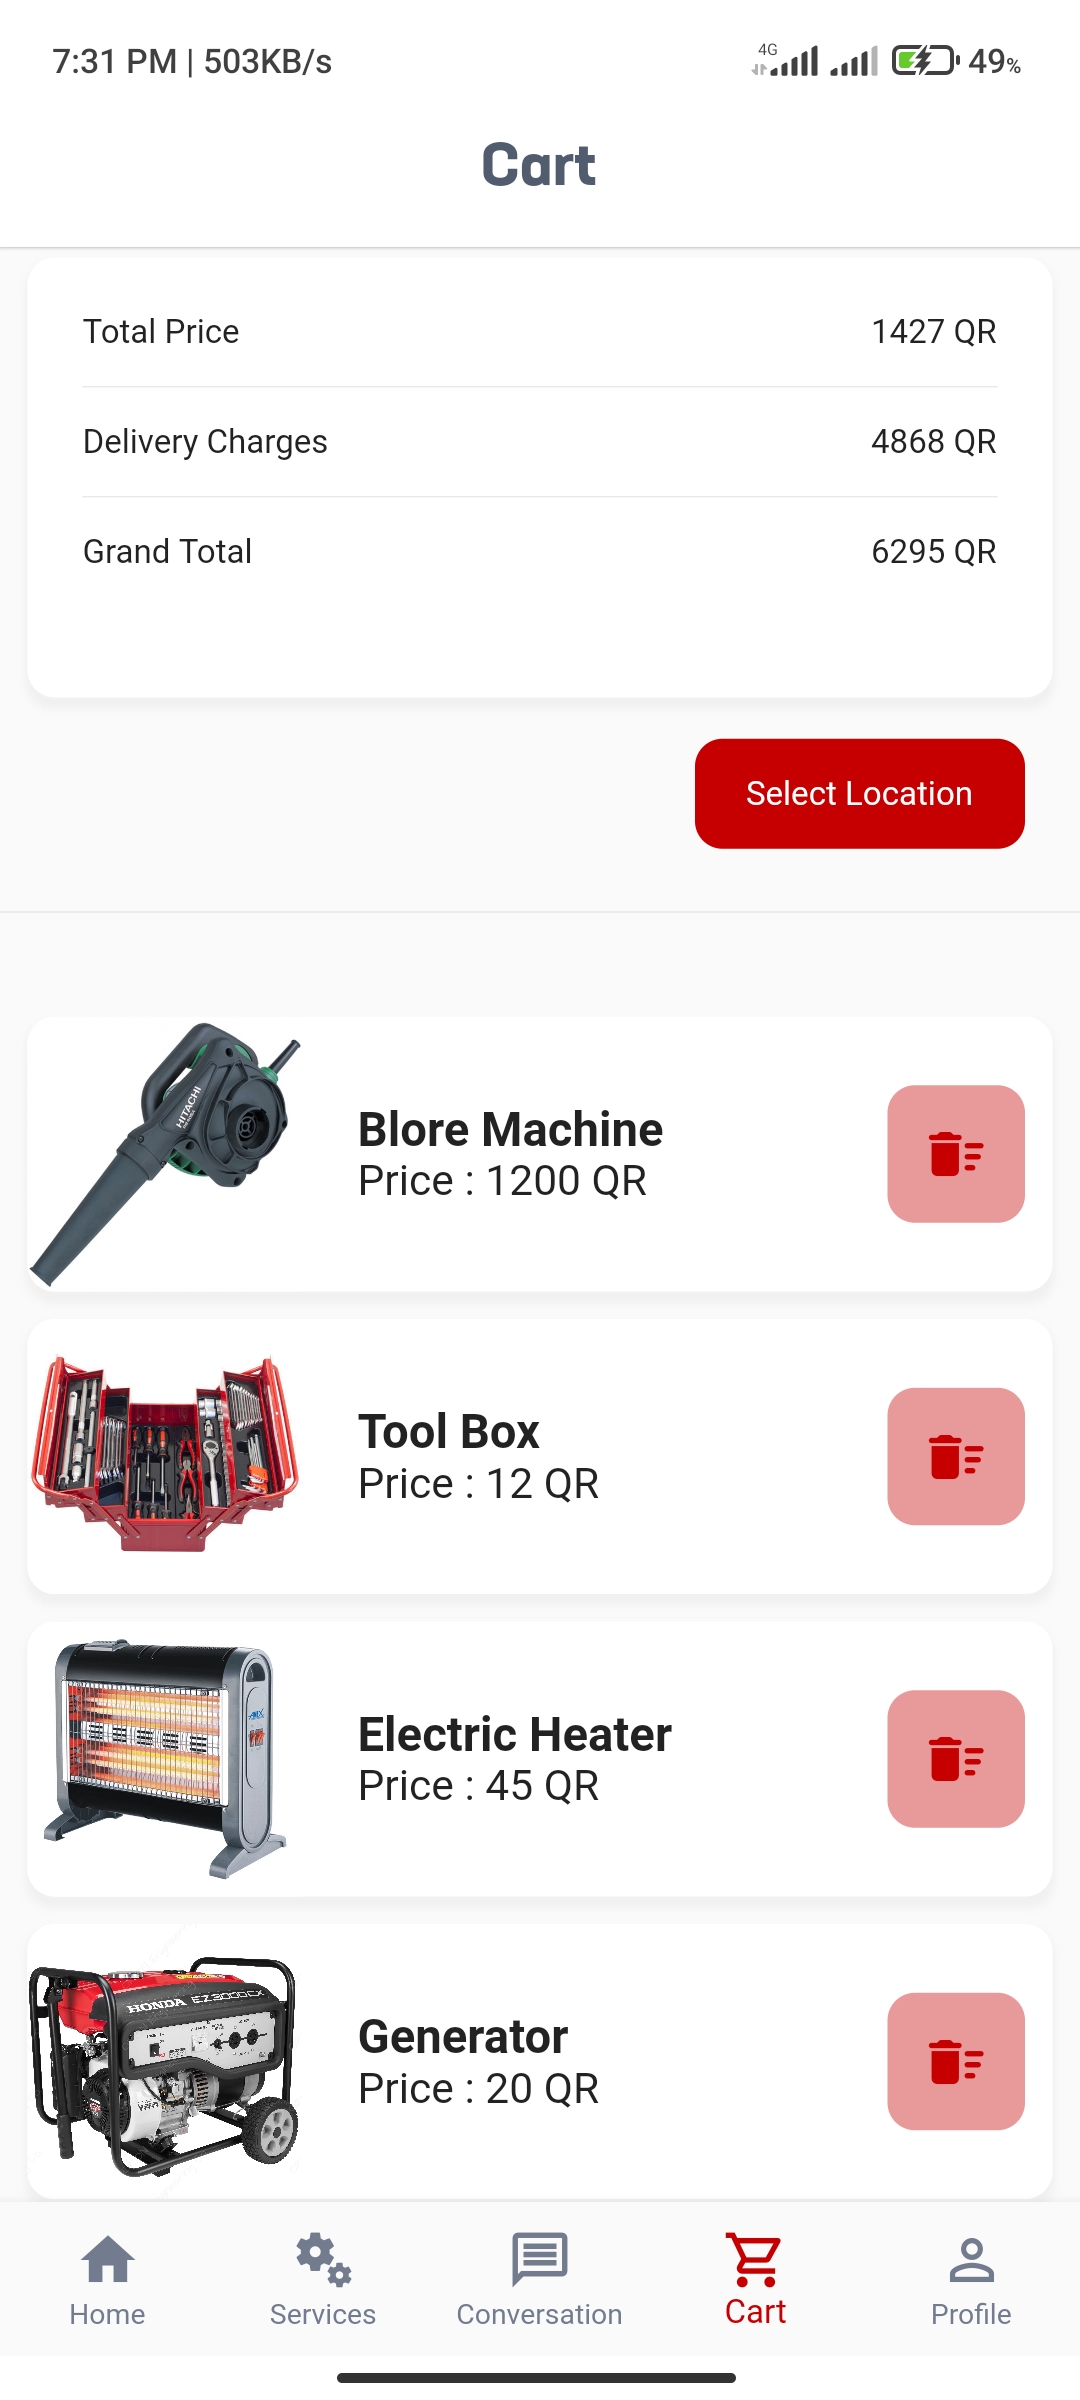 7:31 PM | 503KB/s
4G
49%
Cart
Total Price 1427 QR
Delivery Charges 4868 QR
Grand Total 6295 QR
Select Location
HITACHI
Blore Machine
Price : 1200 QR
Tool Box
Price : 12 QR
Electric Heater
Price : 45 QR
HONDA EZ3000CX
Generator
Price : 20 QR
Home
Services
Conversation
Cart
Profile